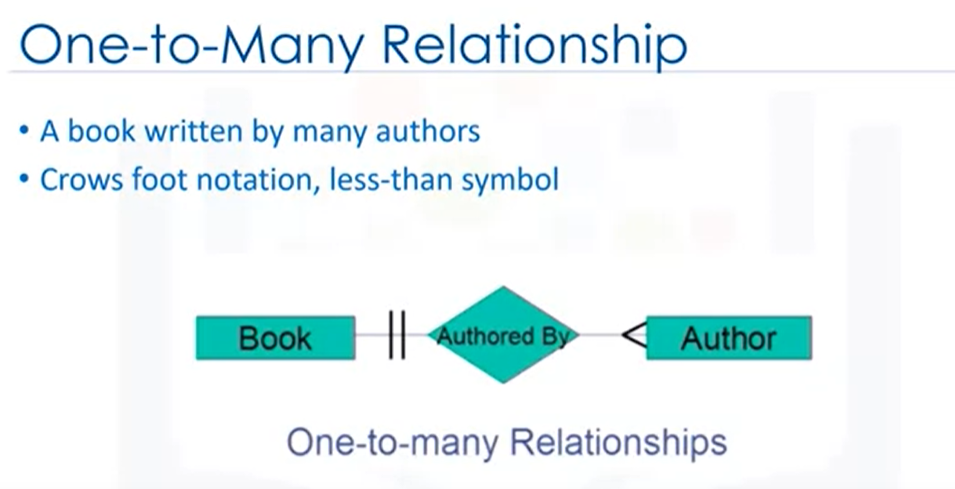 One-to-Many Relationship
• A book written by many authors
• Crows foot notation, less-than symbol
Book
Authored By
Author
One-to-many Relationships